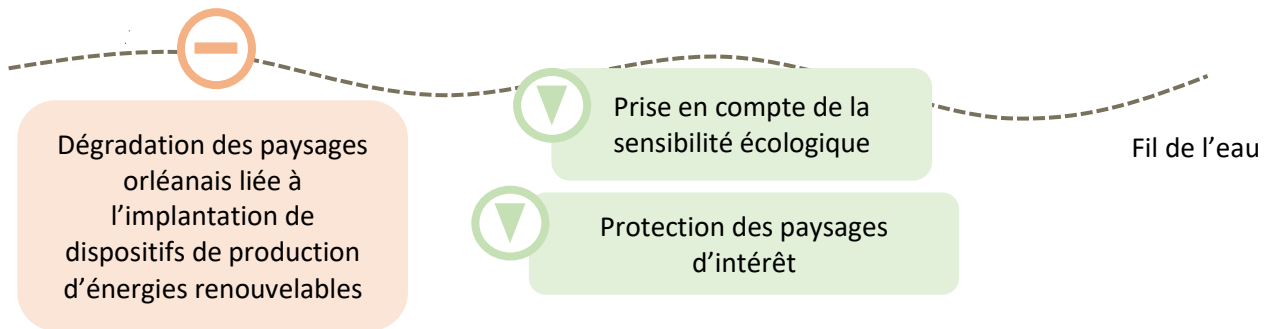 Dégradation des paysages
orléanais liée à
l’implantation de
dispositifs de production
d’énergies renouvelables
Prise en compte de la
sensibilité écologique
Protection des paysages
d’intérêt
Fil de l’eau